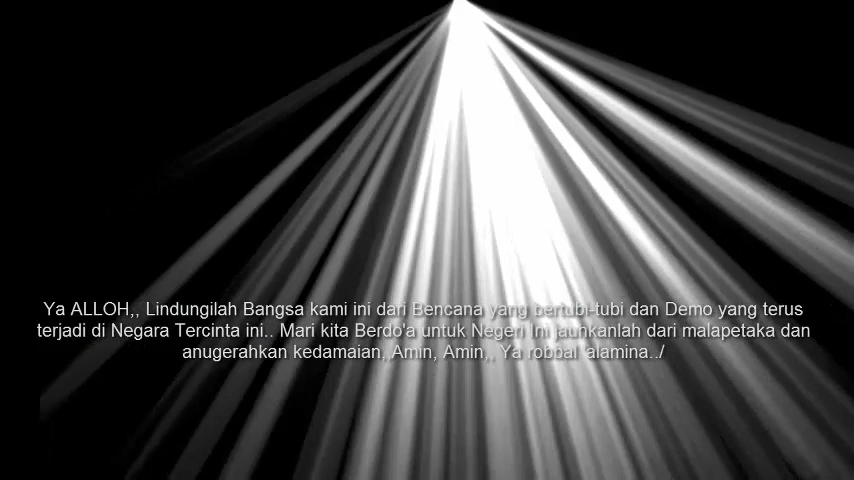 Ya ALLOH,, Lindungilah Bangsa kami ini dari Bencana yang bertubi-tubi dan Demo yang terus
terjadi di Negara Tercinta ini.. Mari kita Berdo'a untuk Negeri Ini jauhkanlah dari malapetaka dan
anugerahkan kedamaian, Amin, Amin,, Ya robbal 'alamina../